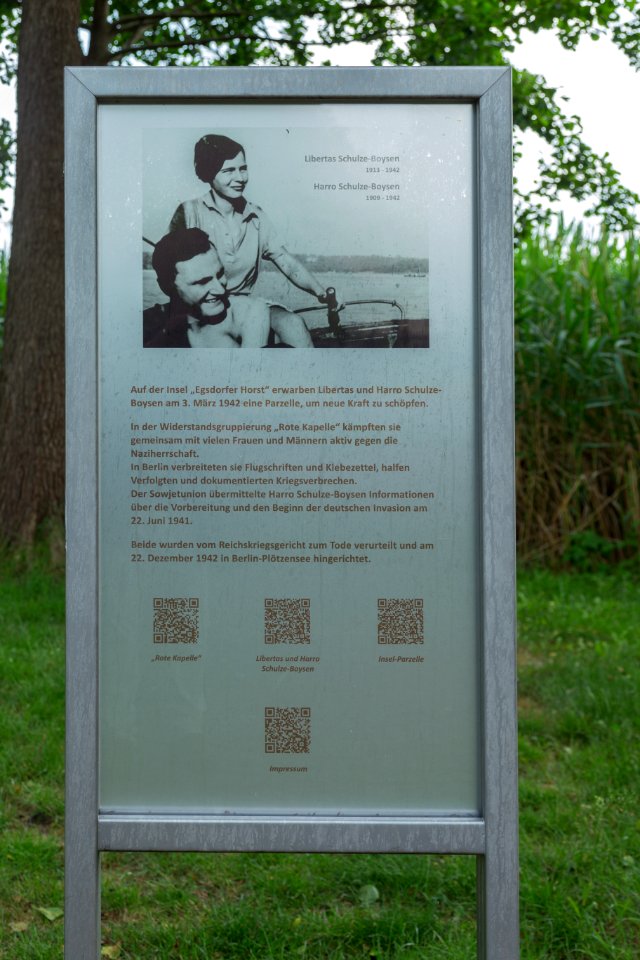 Libertas Schulze-Boysen
1913 - 1942
Harro Schulze-Boysen
1909 - 1942
Auf der Insel „Egsdorfer Horst“ erwarben Libertas und Harro Schulze-
Boysen am 3. März 1942 eine Parzelle, um neue Kraft zu schöpfen.
In der Widerstandsgruppierung „Rote Kapelle“ kämpften sie
gemeinsam mit vielen Frauen und Männern aktiv gegen die
Naziherrschaft.
In Berlin verbreiteten sie Flugschriften und Klebezettel, halfen
Verfolgten und dokumentierten Kriegsverbrechen.
Der Sowjetunion übermittelte Harro Schulze-Boysen Informationen
über die Vorbereitung und den Beginn der deutschen Invasion am
22. Juni 1941.
Beide wurden vom Reichskriegsgericht zum Tode verurteilt und am
22. Dezember 1942 in Berlin-Plötzensee hingerichtet.
„Rote Kapelle“
Libertas und Harro
Schulze-Boysen
Insel-Parzelle
Impressum